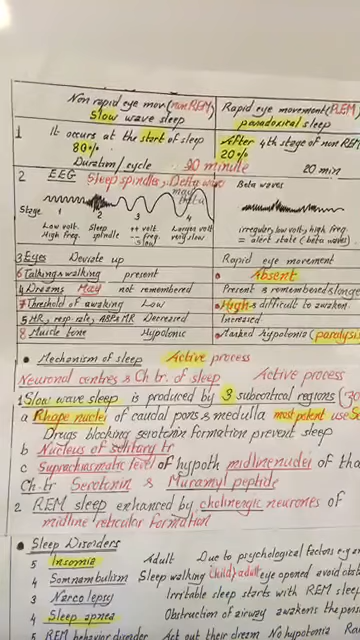 Non rapid eye mov. (non REM) Rapid eye movement (REM)
Slow wave sleep paradoxical sleep
1 It occurs at the start of sleep After 4th stage of non REM
80% 20%
Duration / cycle 90 minute 20 min
2 EEG Sleep spindles, Delta wave Beta waves
Stage.
1 2 3 4
Low volt. Sleep ++ volt Largest volt irregular, low volt, high freq.
High freq. spindle -- freq. very slow = alert state (beta waves)
slow
3 Eyes Deviate up Rapid eye movement
6 Talking & walking present Absent
4 Dreams May not remembered Present & remembered &
7 Threshold of awaking Low High & difficult to awaken
5 HR, resp. rate, ABP & MR Decreased Increased
8 Muscle tone Hypotonic Marked hypotonia (paralysis
Mechanism of sleep Active process
Neuronal centres & Ch tr. of sleep Active process
1 Slow wave sleep is produced by 3 subcortical regions
a Rhape nuclei of caudal pons & medulla most potent use
Drugs blocking serotonin formation prevent sleep
b Nucleus of solitary tr.
c Suprachasmatic level of hypoth midline nuclei of tha
Ch. tr Serotonin & Muramyl peptide
2 REM sleep enhanced by cholinergic neurones of
midline reticular formation
Sleep Disorders
5 Insomia Adult Due to psychological factors e.g
4 Somnambulism Sleep walking child > adult eye opened avoid
3 Narcolepsy Irritable sleep starts with REM sleep
4 Sleep apnea Obstruction of airway awakens the
5 REM behavior disorder Act out their dream No hypotonia